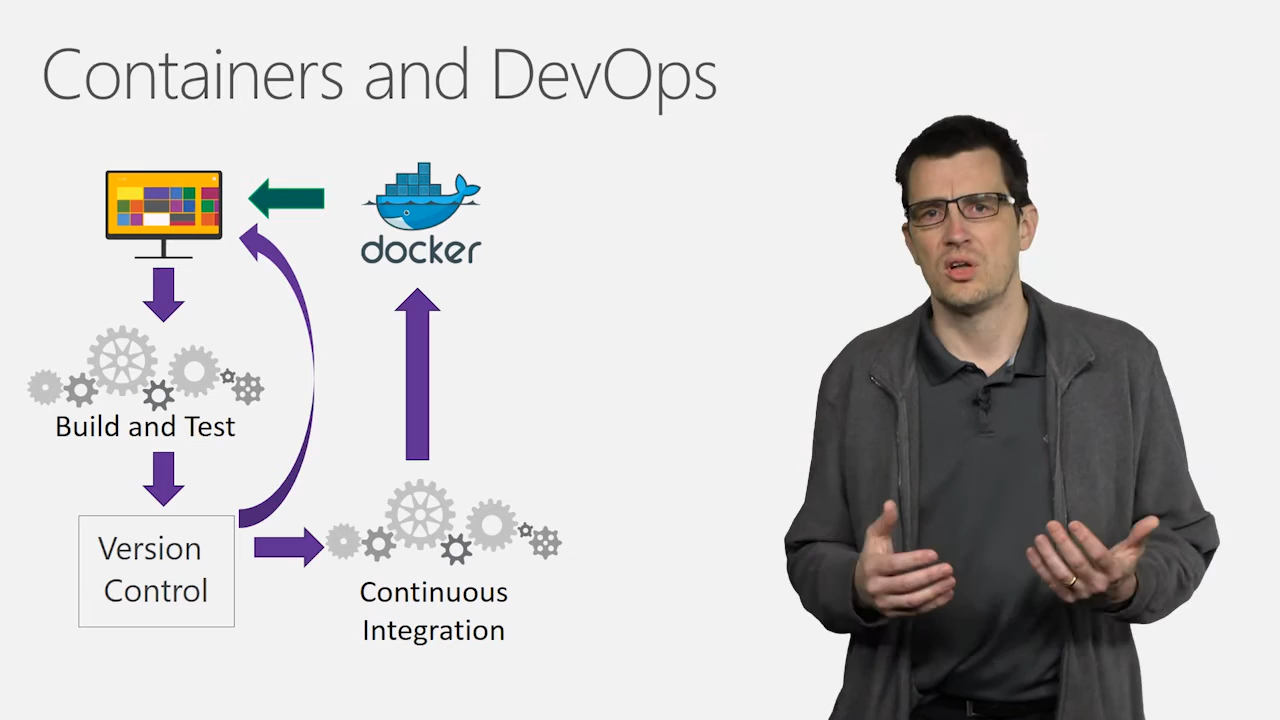 Containers and DevOps
docker
Build and Test
Version
Control
Continuous
Integration